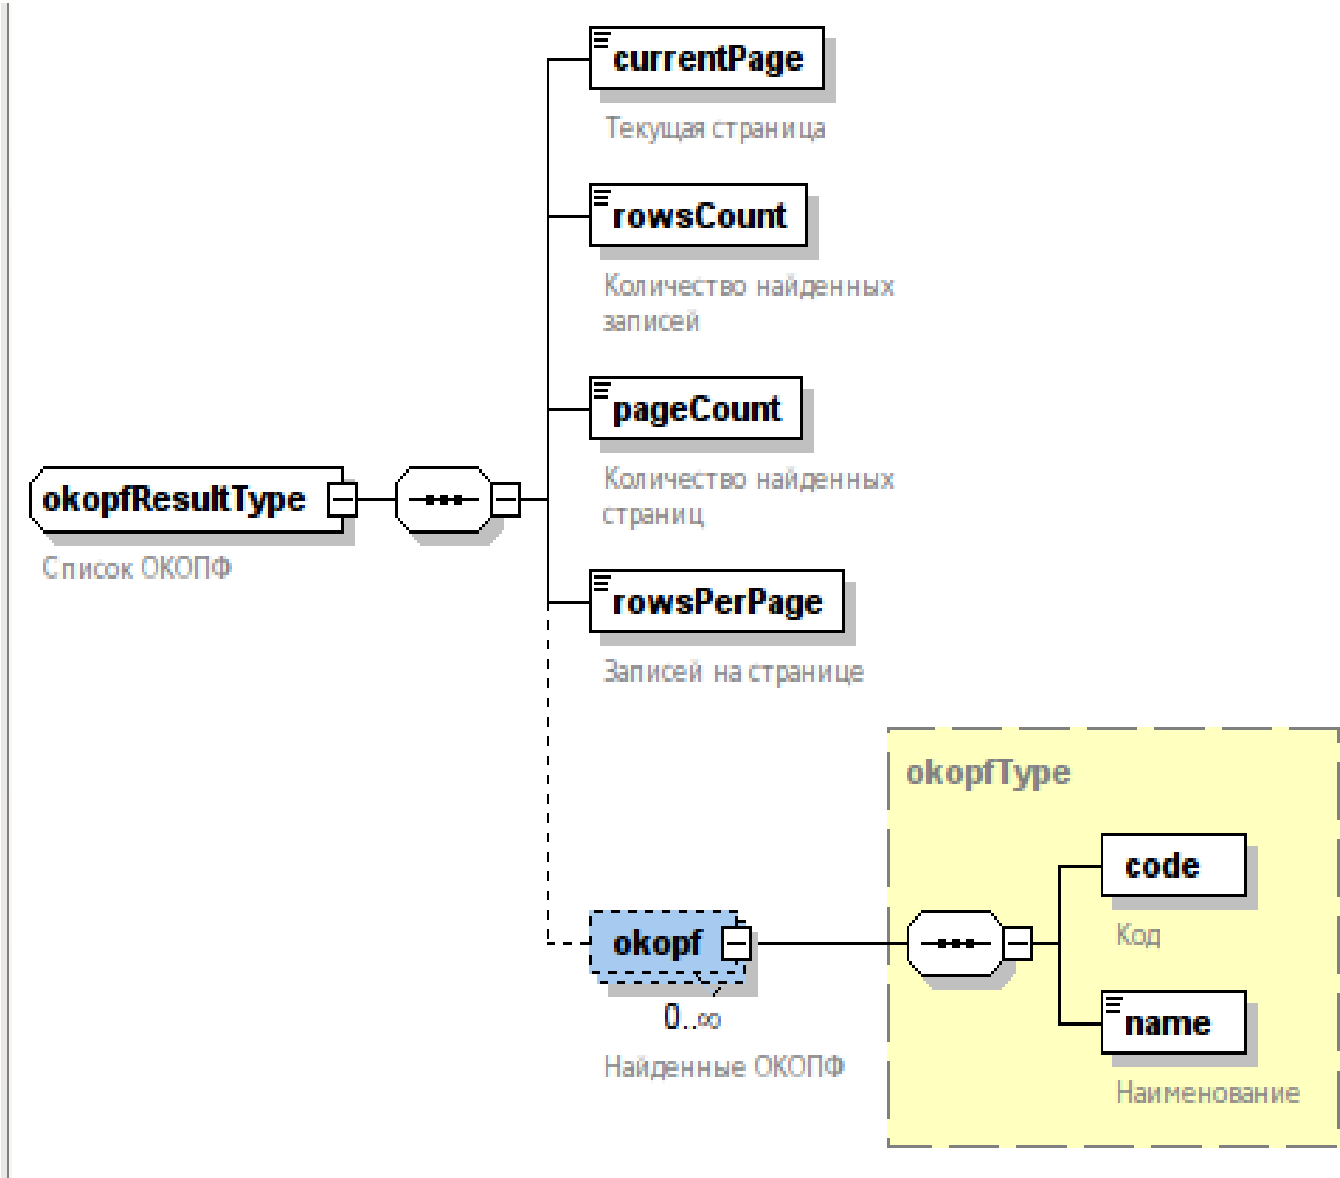 currentPage
Текущая страница
rowsCount
Количество найденных
записей
pageCount
Количество найденных
страниц
okopfResultType
Список ОКОПФ
rowsPerPage
Записей на странице
okopfType
code
Код
okopf
0..∞
Найденные ОКОПФ
name
Наименование